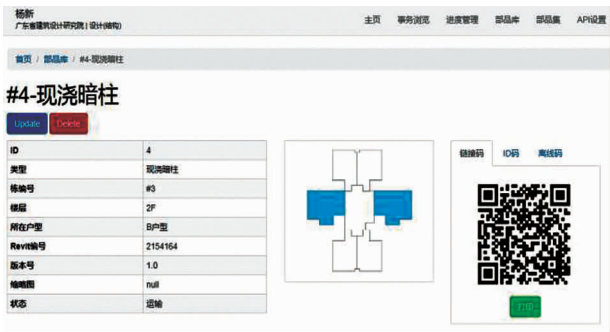 杨新
广东省建筑设计研究院 | 设计(结构)
主页 事务浏览 进度管理 部品库 部品集 API设置
首页 / 部品库 / #4-现浇暗柱
#4-现浇暗柱
Update Delete
ID 4
类型 现浇暗柱
栋编号 #3
楼层 2F
所在户型 B户型
Revit编号 2154164
版本号 1.0
缩略图 null
状态 运输
链接码 ID码 离线码